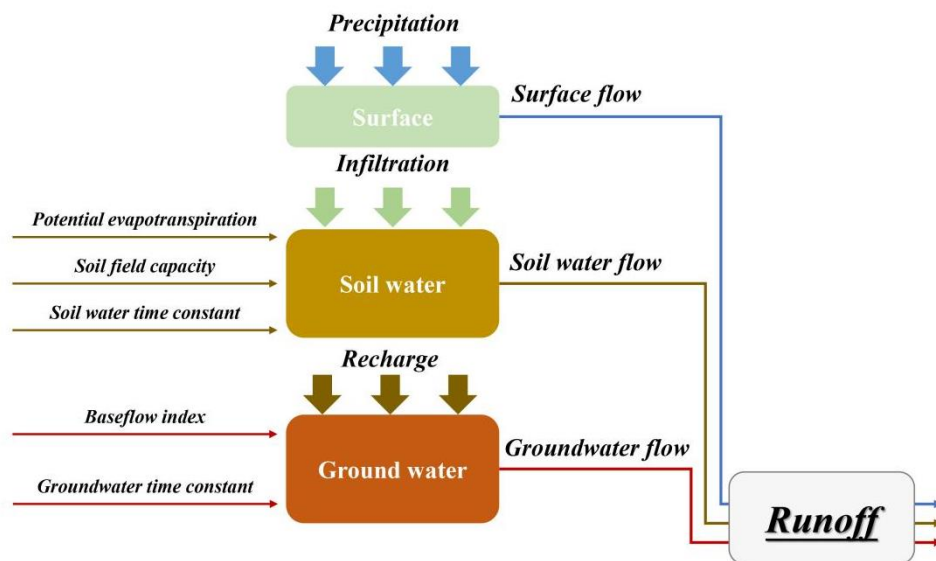 Precipitation
Surface
Surface flow
Infiltration
Potential evapotranspiration
Soil field capacity
Soil water time constant
Soil water
Soil water flow
Recharge
Baseflow index
Groundwater time constant
Ground water
Groundwater flow
Runoff